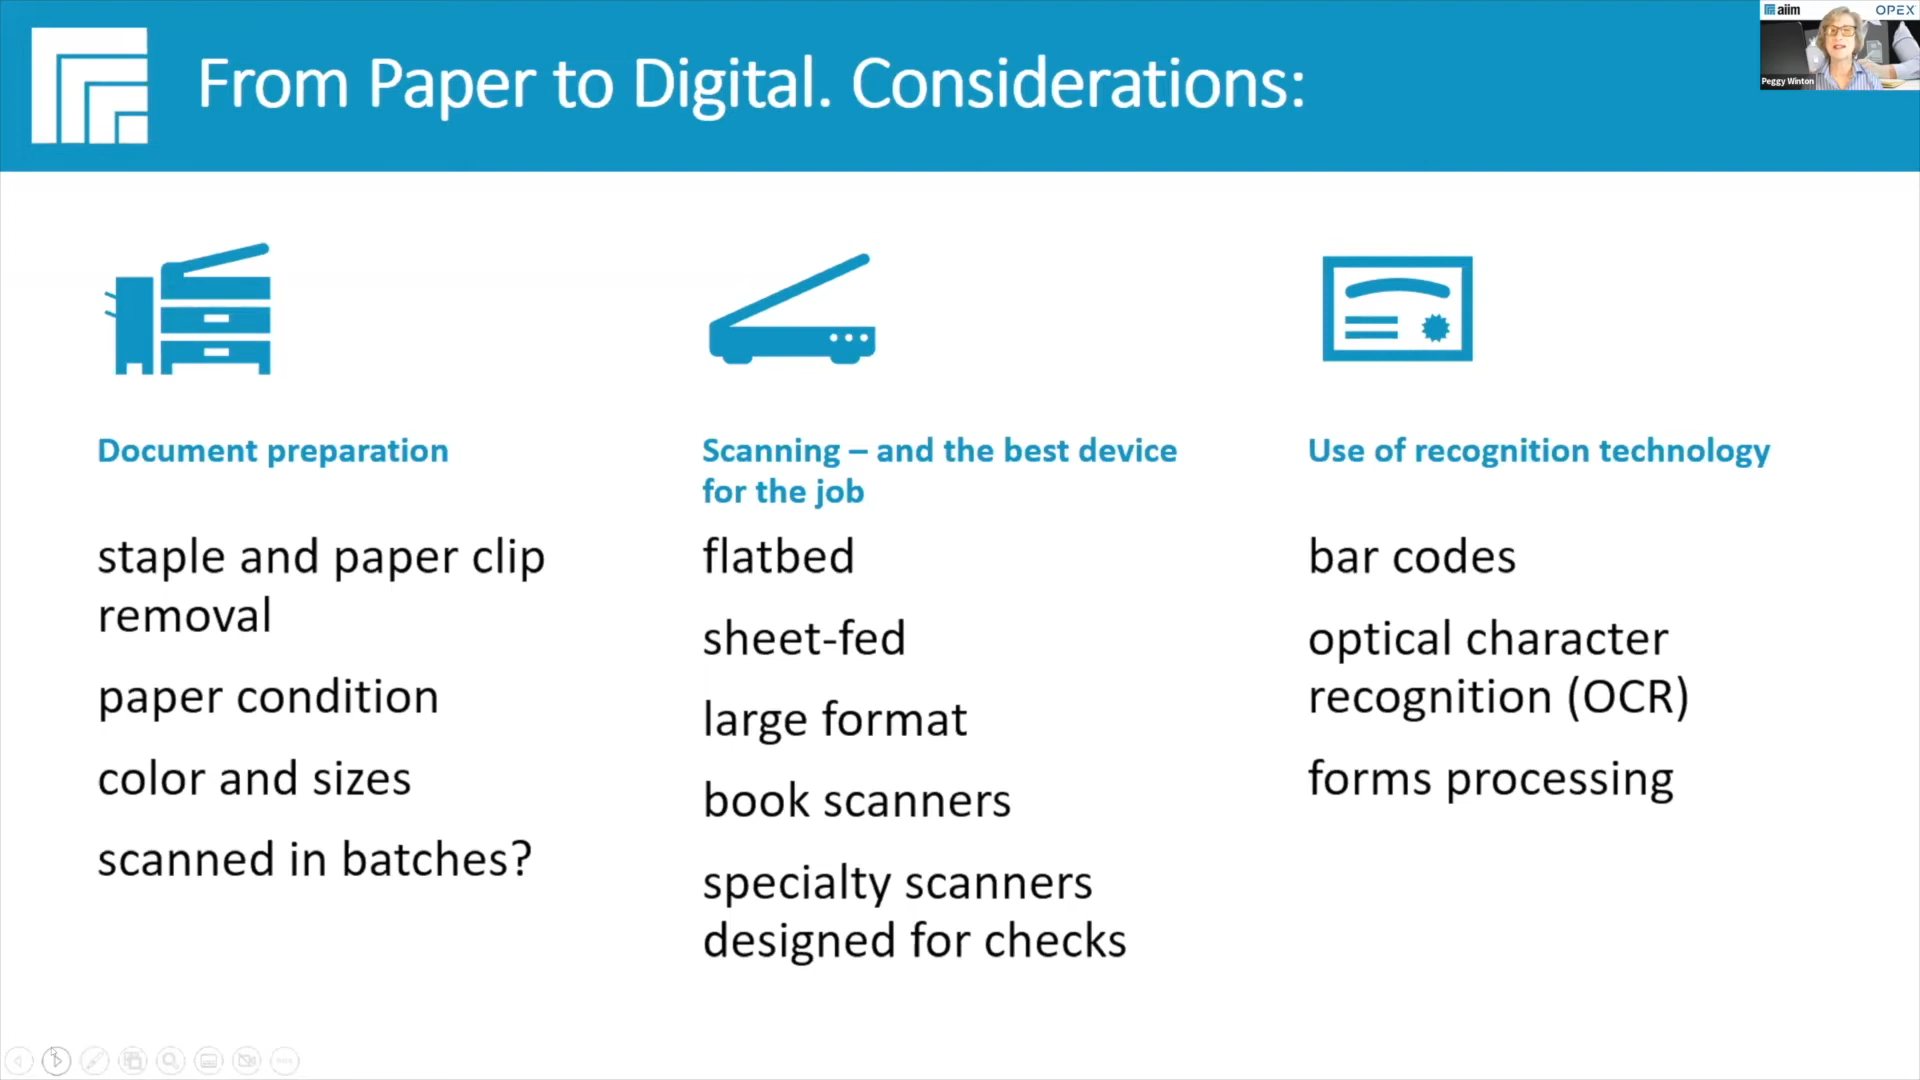 From Paper to Digital. Considerations:
aiim
OPEX
Peggy Winton
Document preparation
staple and paper clip
removal
paper condition
color and sizes
scanned in batches?
Scanning – and the best device
for the job
flatbed
sheet-fed
large format
book scanners
specialty scanners
designed for checks
Use of recognition technology
bar codes
optical character
recognition (OCR)
forms processing